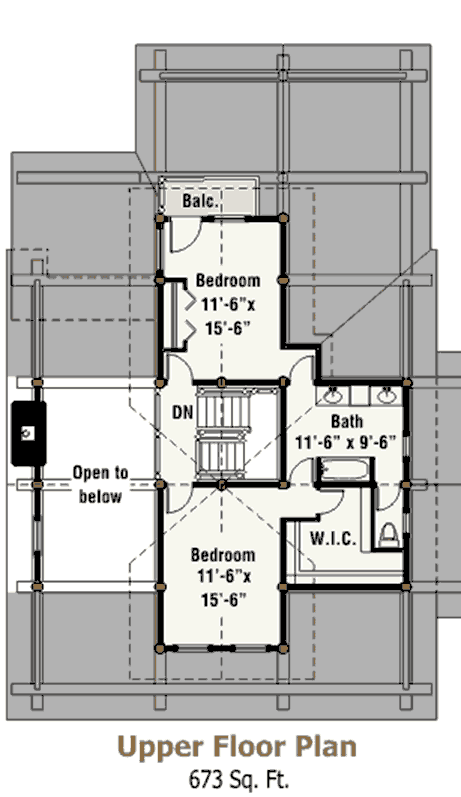 Balc.
Bedroom
11'-6"x
15'-6"
DN
Bath
11'-6" x 9'-6"
Open to
below
W.I.C.
Bedroom
11'-6"x
15'-6"
Upper Floor Plan
673 Sq. Ft.